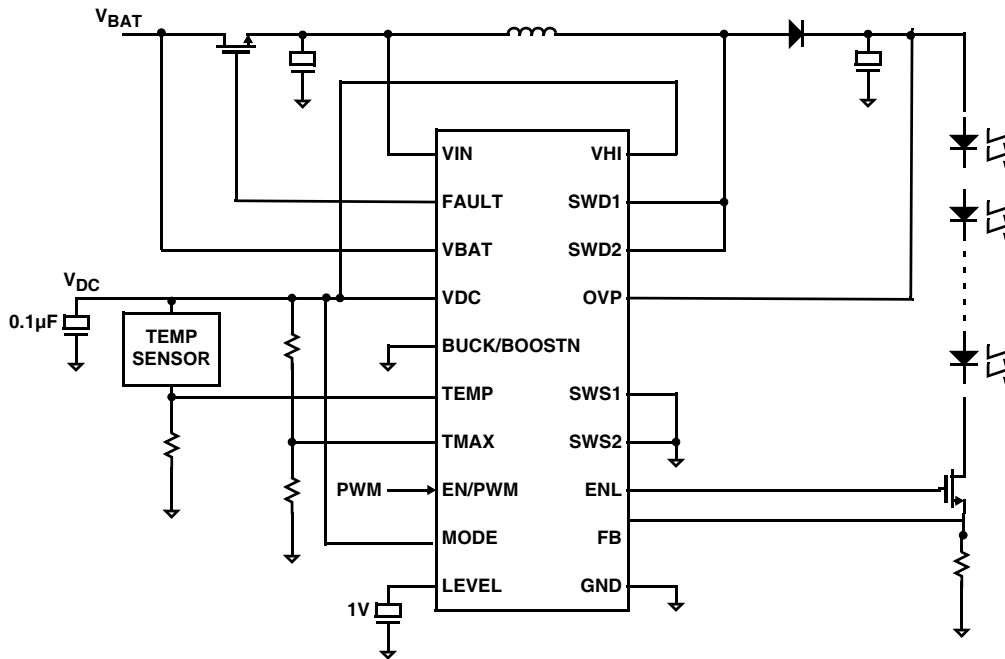 VBAT
VIN
VHI
FAULT
SWD1
VBAT
SWD2
VDC
VDC
OVP
0.1µF
TEMP
SENSOR
BUCK/BOOSTN
TEMP
SWS1
TMAX
SWS2
PWM
EN/PWM
ENL
MODE
FB
LEVEL
GND
1V